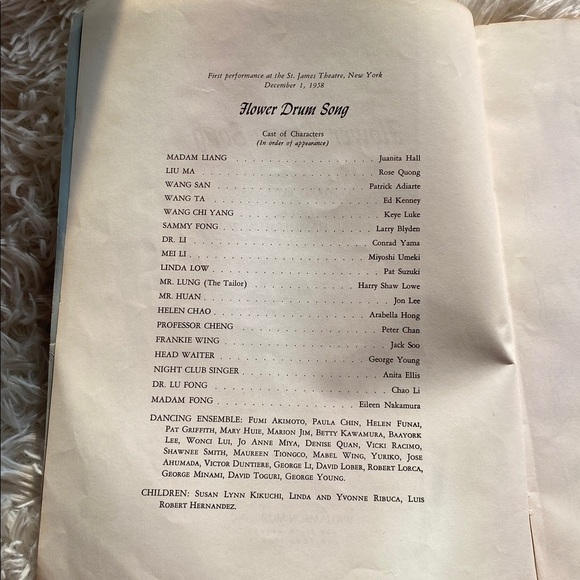 First performance at the St. James Theatre, New York
December 1, 1958
Flower Drum Song
Cast of Characters
(In order of appearance)
MADAM LIANG . . . . . . . . . . . . . . . . . . . . Juanita Hall
LIU MA . . . . . . . . . . . . . . . . . . . . Rose Quong
WANG SAN . . . . . . . . . . . . . . . . . . . . Patrick Adiarte
WANG TA . . . . . . . . . . . . . . . . . . . . Ed Kenney
WANG CHI YANG . . . . . . . . . . . . . . . . . . . . Keye Luke
SAMMY FONG . . . . . . . . . . . . . . . . . . . . Larry Blyden
DR. LI . . . . . . . . . . . . . . . . . . . . Conrad Yama
MEI LI . . . . . . . . . . . . . . . . . . . . Miyoshi Umeki
LINDA LOW . . . . . . . . . . . . . . . . . . . . Pat Suzuki
MR. LUNG (The Tailor) . . . . . . . . . . . . . . . . Harry Shaw Lowe
MR. HUAN . . . . . . . . . . . . . . . . . . . . Jon Lee
HELEN CHAO . . . . . . . . . . . . . . . . . . . . Arabella Hong
PROFESSOR CHENG . . . . . . . . . . . . . . . . . . . . Peter Chan
FRANKIE WING . . . . . . . . . . . . . . . . . . . . Jack Soo
HEAD WAITER . . . . . . . . . . . . . . . . . . . . George Young
NIGHT CLUB SINGER . . . . . . . . . . . . . . . . . . . . Anita Ellis
DR. LU FONG . . . . . . . . . . . . . . . . . . . . Chao Li
MADAM FONG . . . . . . . . . . . . . . . . . . . . Eileen Nakamura
DANCING ENSEMBLE: FUMI AKIMOTO, PAULA CHIN, HELEN FUNAI,
PAT GRIFFITH, MARY HUIE, MARION JIM, BETTY KAWAMURA, BAAYORK
LEE, WONCI LUI, JO ANNE MIYA, DENISE QUAN, VICKI RACIMO,
SHAWNEE SMITH, MAUREEN TIONGCO, MABEL WING, YURIKO, JOSE
AHUMADA, VICTOR DUNTIERE, GEORGE LI, DAVID LOBER, ROBERT LORCA,
GEORGE MINAMI, DAVID TOGURI, GEORGE YOUNG.
CHILDREN: SUSAN LYNN KIKUCHI, LINDA AND YVONNE RIBUCA, LUIS
ROBERT HERNANDEZ.